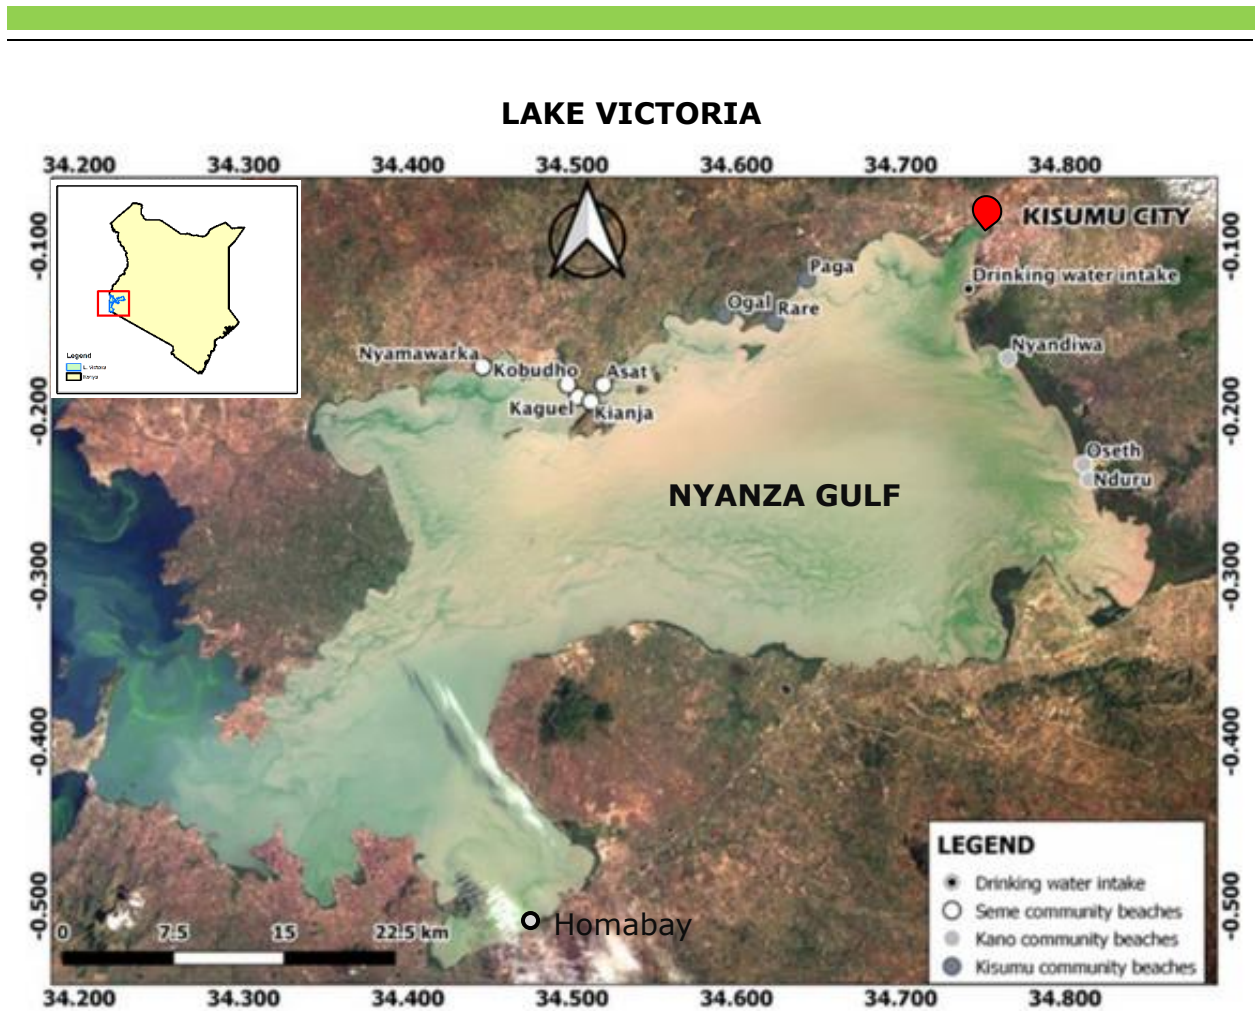 LAKE VICTORIA
34.200 34.300 34.400 34.500 34.600 34.700 34.800
-0.100
-0.200
-0.300
-0.400
-0.500
-0.100
-0.200
-0.300
-0.400
-0.500
Legend
L. Victoria
Kenya
KISUMU CITY
Paga
Drinking water intake
Ogal
Rare
Nyandiwa
Nyamawarka
Kobudho
Asat
Kaguel
Kianja
Oseth
Nduru
NYANZA GULF
Homabay
0 7.5 15 22.5 km
LEGEND
Drinking water intake
Seme community beaches
Kano community beaches
Kisumu community beaches
34.200 34.300 34.400 34.500 34.600 34.700 34.800